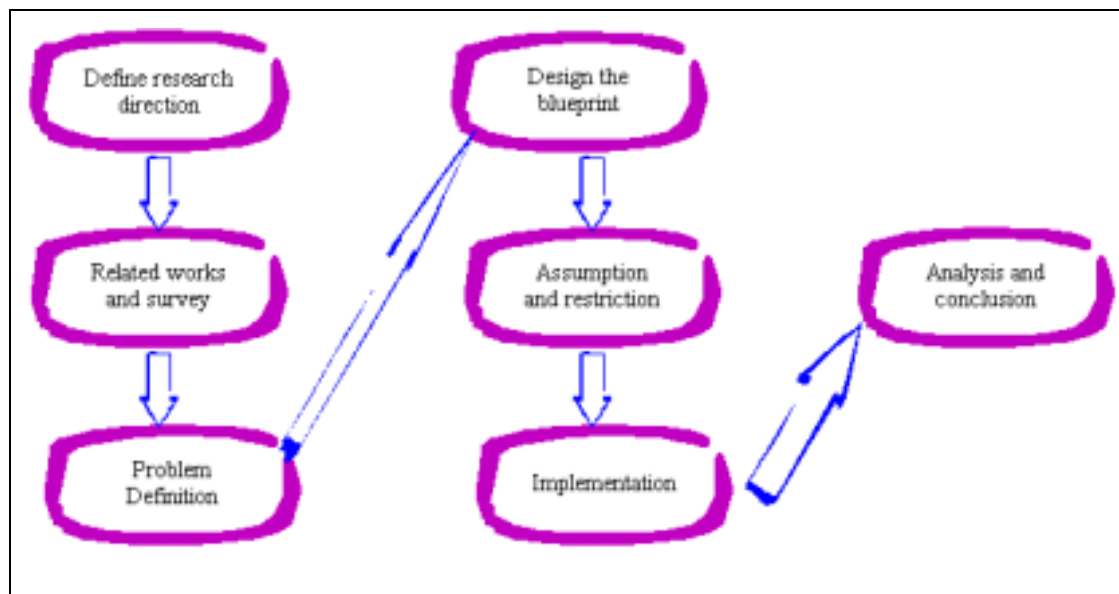 Define research
direction
Related works
and survey
Problem
Definition
Design the
blueprint
Assumption
and restriction
Implementation
Analysis and
conclusion